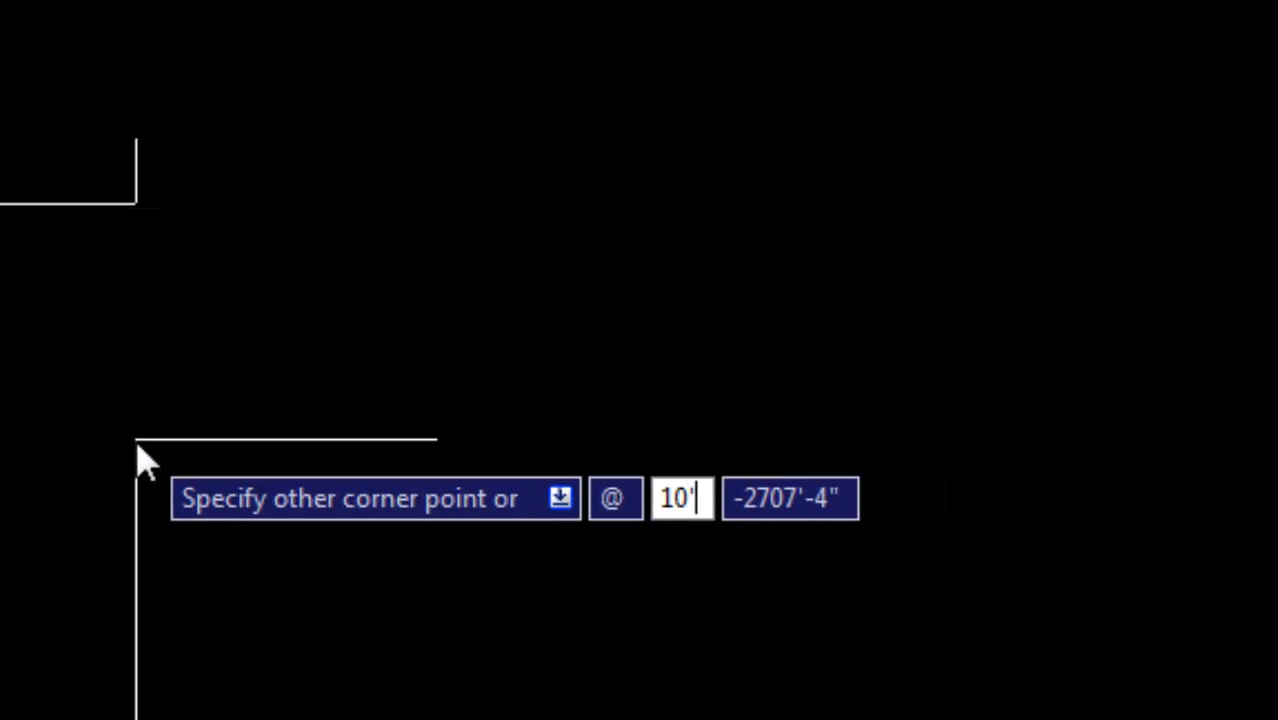 Specify other corner point or @ 10' -2707'-4"